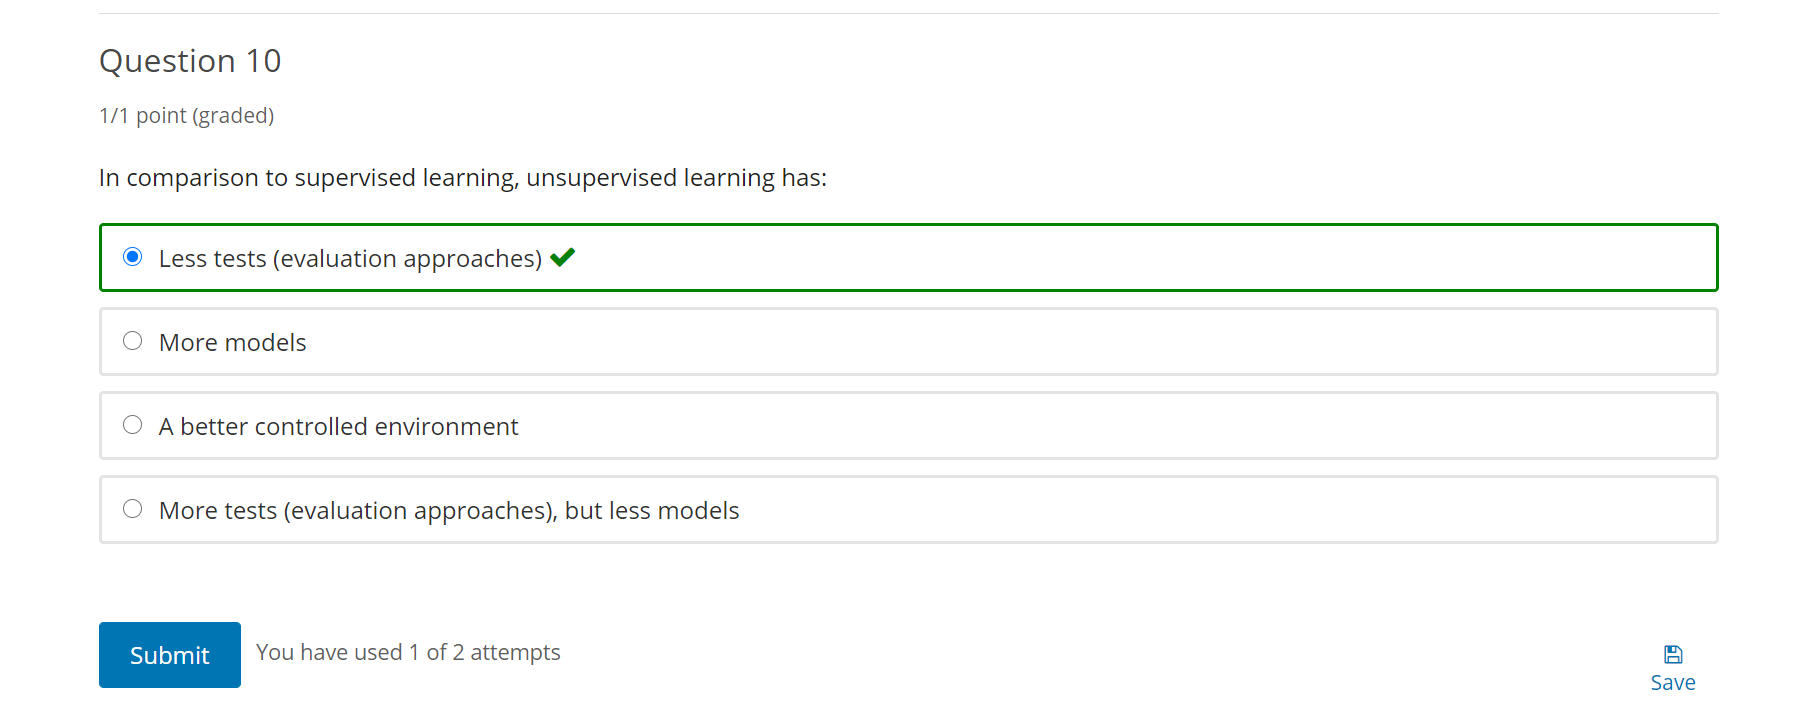 Question 10
1/1 point (graded)
In comparison to supervised learning, unsupervised learning has:
Less tests (evaluation approaches)
More models
A better controlled environment
More tests (evaluation approaches), but less models
Submit
You have used 1 of 2 attempts
Save